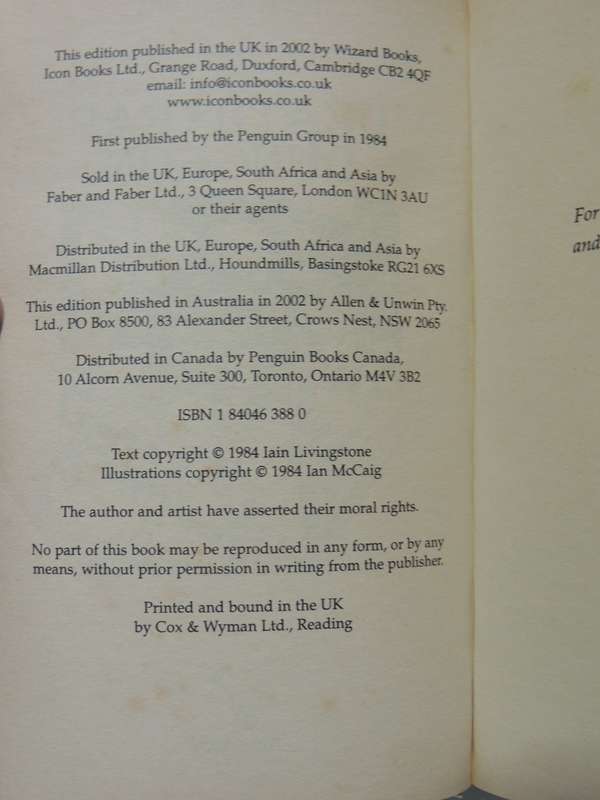 This edition published in the UK in 2002 by Wizard Books,
Icon Books Ltd., Grange Road, Duxford, Cambridge CB2 4QF
email: info@iconbooks.co.uk
www.iconbooks.co.uk
First published by the Penguin Group in 1984
Sold in the UK, Europe, South Africa and Asia by
Faber and Faber Ltd., 3 Queen Square, London WC1N 3AU
or their agents
Distributed in the UK, Europe, South Africa and Asia by
Macmillan Distribution Ltd., Houndmills, Basingstoke RG21 6XS
This edition published in Australia in 2002 by Allen & Unwin Pty.
Ltd., PO Box 8500, 83 Alexander Street, Crows Nest, NSW 2065
Distributed in Canada by Penguin Books Canada,
10 Alcorn Avenue, Suite 300, Toronto, Ontario M4V 3B2
ISBN 1 84046 388 0
Text copyright © 1984 Iain Livingstone
Illustrations copyright © 1984 Ian McCaig
The author and artist have asserted their moral rights.
No part of this book may be reproduced in any form, or by any
means, without prior permission in writing from the publisher.
Printed and bound in the UK
by Cox & Wyman Ltd., Reading
For
and